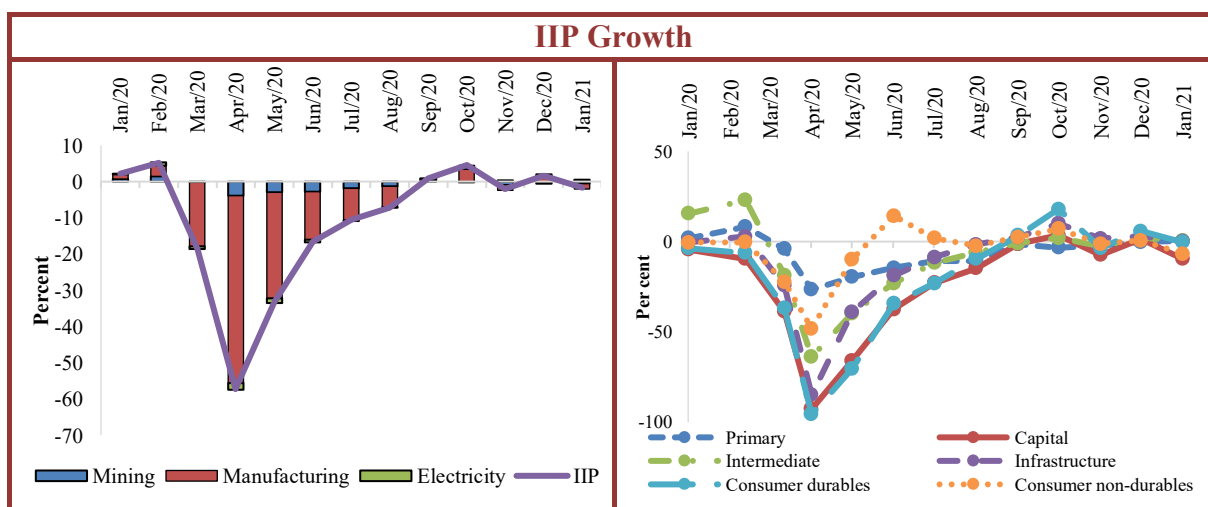 IIP Growth
Jan/20
Feb/20
Mar/20
Apr/20
May/20
Jun/20
Jul/20
Aug/20
Sep/20
Oct/20
Nov/20
Dec/20
Jan/21
10
0
-10
-20
-30
-40
-50
-60
-70
Percent
Mining Manufacturing Electricity IIP
Jan/20
Feb/20
Mar/20
Apr/20
May/20
Jun/20
Jul/20
Aug/20
Sep/20
Oct/20
Nov/20
Dec/20
Jan/21
50
0
-50
-100
Per cent
Primary Capital
Intermediate Infrastructure
Consumer durables Consumer non-durables